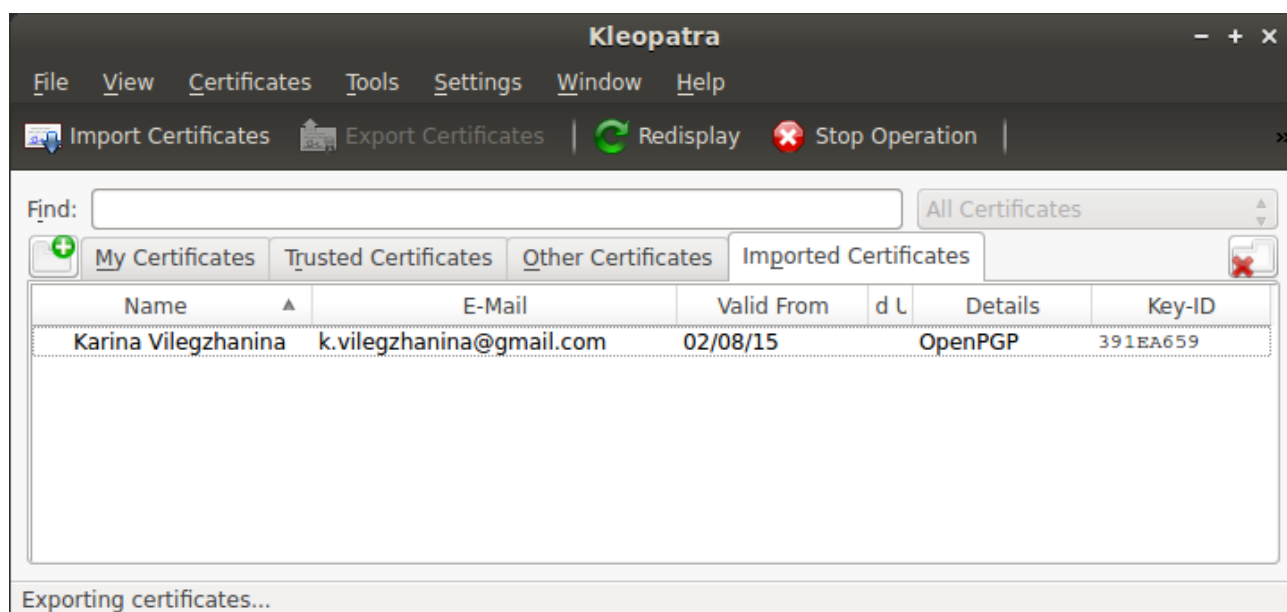 Kleopatra
File View Certificates Tools Settings Window Help
Import Certificates Export Certificates Redisplay Stop Operation »
Find: All Certificates
My Certificates Trusted Certificates Other Certificates Imported Certificates
Name E-Mail Valid From d U Details Key-ID
Karina Vilegzhanina k.vilegzhanina@gmail.com 02/08/15 OpenPGP 391EA659
Exporting certificates...